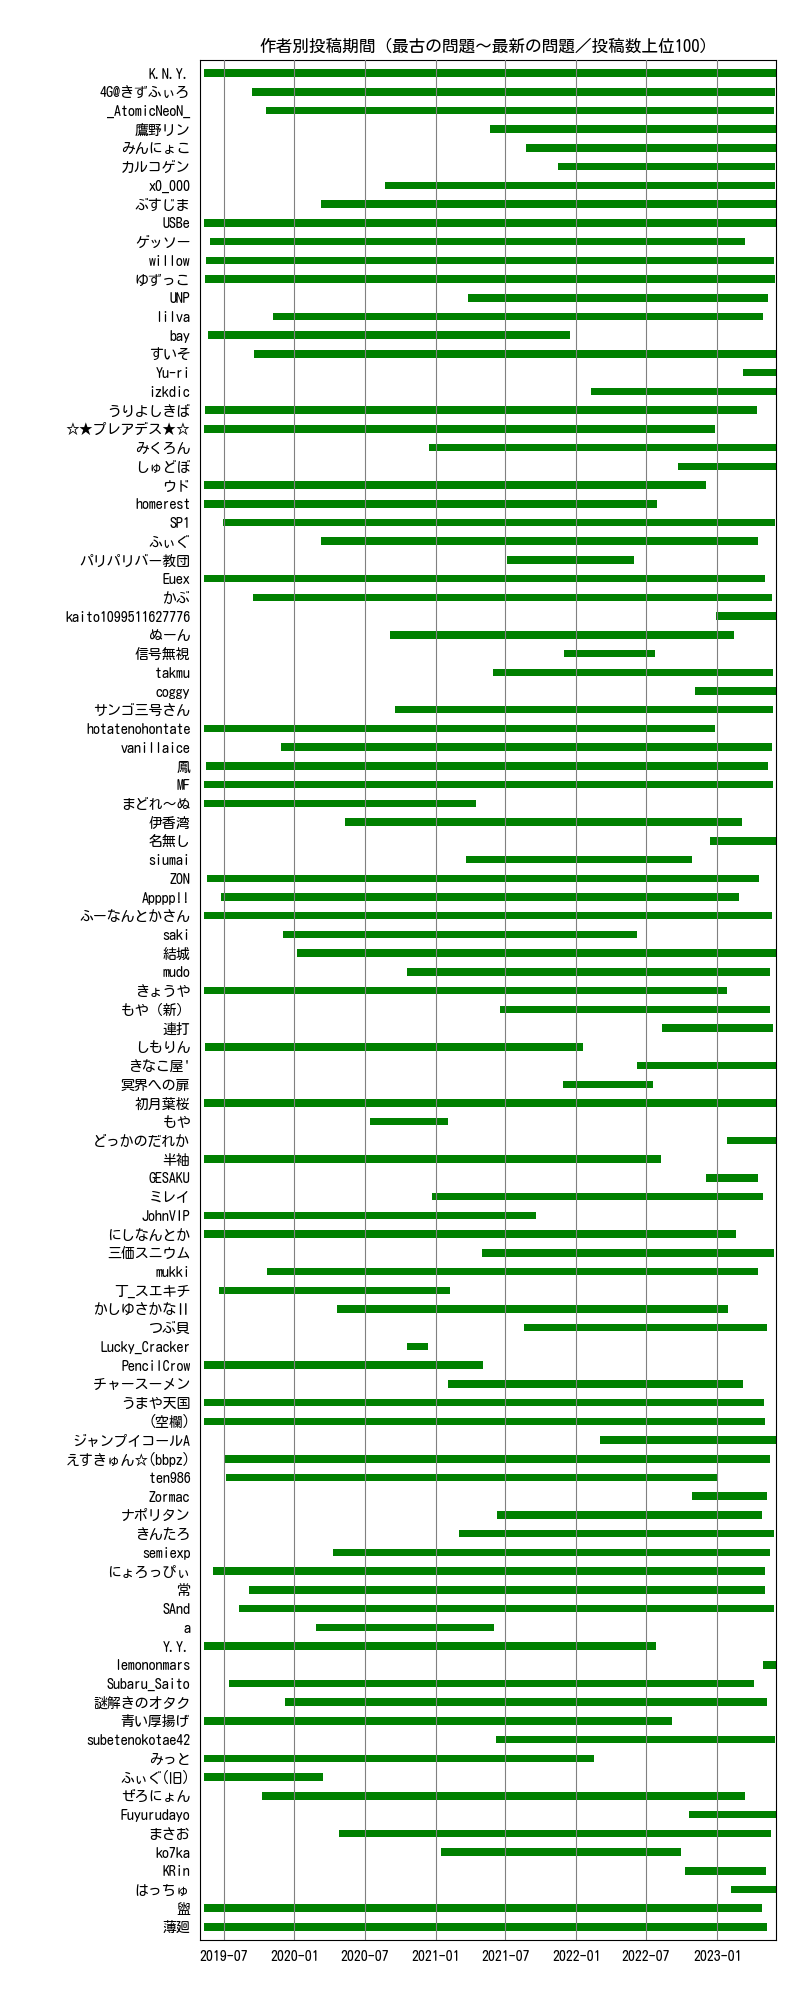 作者別投稿期間（最古の問題～最新の問題／投稿数上位100）
K.N.Y.
4G@きずふぃろ
_AtomicNeoN_
鷹野リン
みんにょこ
カルコゲン
x0_000
ぶすじま
USBe
ゲッソー
willow
ゆずっこ
UNP
lilva
bay
すいそ
Yu-ri
izkdic
うりよしきば
☆★プレアデス★☆
みくろん
しゅどぼ
ウド
homerest
SP1
ふぃぐ
パリパリバー教団
Euex
かぶ
kaito1099511627776
ぬーん
信号無視
takmu
coggy
サンゴ三号さん
hotatenohontate
vanillaice
鳳
MF
まどれ～ぬ
伊香湾
名無し
siumai
ZON
Appppll
ふーなんとかさん
saki
結城
mudo
きょうや
もや（新）
連打
しもりん
きなこ屋'
冥界への扉
初月葉桜
もや
どっかのだれか
半袖
GESAKU
ミレイ
JohnVIP
にしなんとか
三価スニウム
mukki
丁_スエキチ
かしゆさかなII
つぶ貝
Lucky_Cracker
PencilCrow
チャースーメン
うまや天国
(空欄)
ジャンプイコールA
えすきゅん☆(bbpz)
ten986
Zormac
ナポリタン
きんたろ
semiexp
にょろっぴぃ
常
SAnd
a
Y.Y.
lemononmars
Subaru_Saito
謎解きのオタク
青い厚揚げ
subetenokotae42
みっと
ふぃぐ(旧)
ぜろにょん
Fuyurudayo
まさお
ko7ka
KRin
はっちゅ
盥
薄廻
2019-07 2020-01 2020-07 2021-01 2021-07 2022-01 2022-07 2023-01